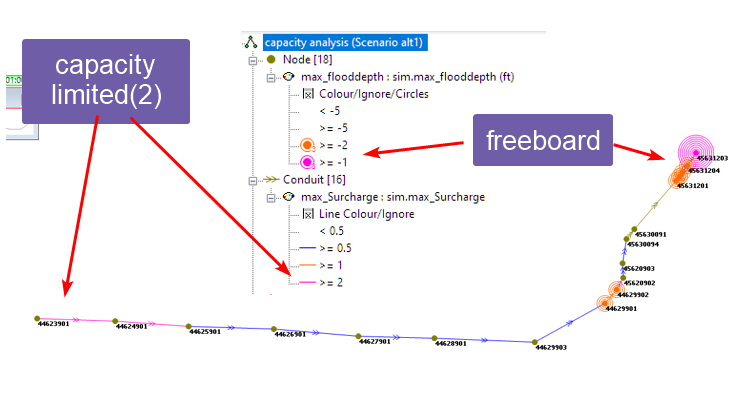 capacity
limited(2)
01:00
capacity analysis (Scenario alt1)
Node [18]
max_flooddepth : sim.max_flooddepth (ft)
Colour/Ignore/Circles
< -5
>= -5
>= -2
>= -1
Conduit [16]
max_Surcharge : sim.max_Surcharge
Line Colour/Ignore
< 0.5
>= 0.5
>= 1
>= 2
freeboard
45631203
45631204
45631201
45630091
45630094
45620903
45620902
44629902
44629901
44623901
44624901
44625901
44626901
44627901
44628901
44629903